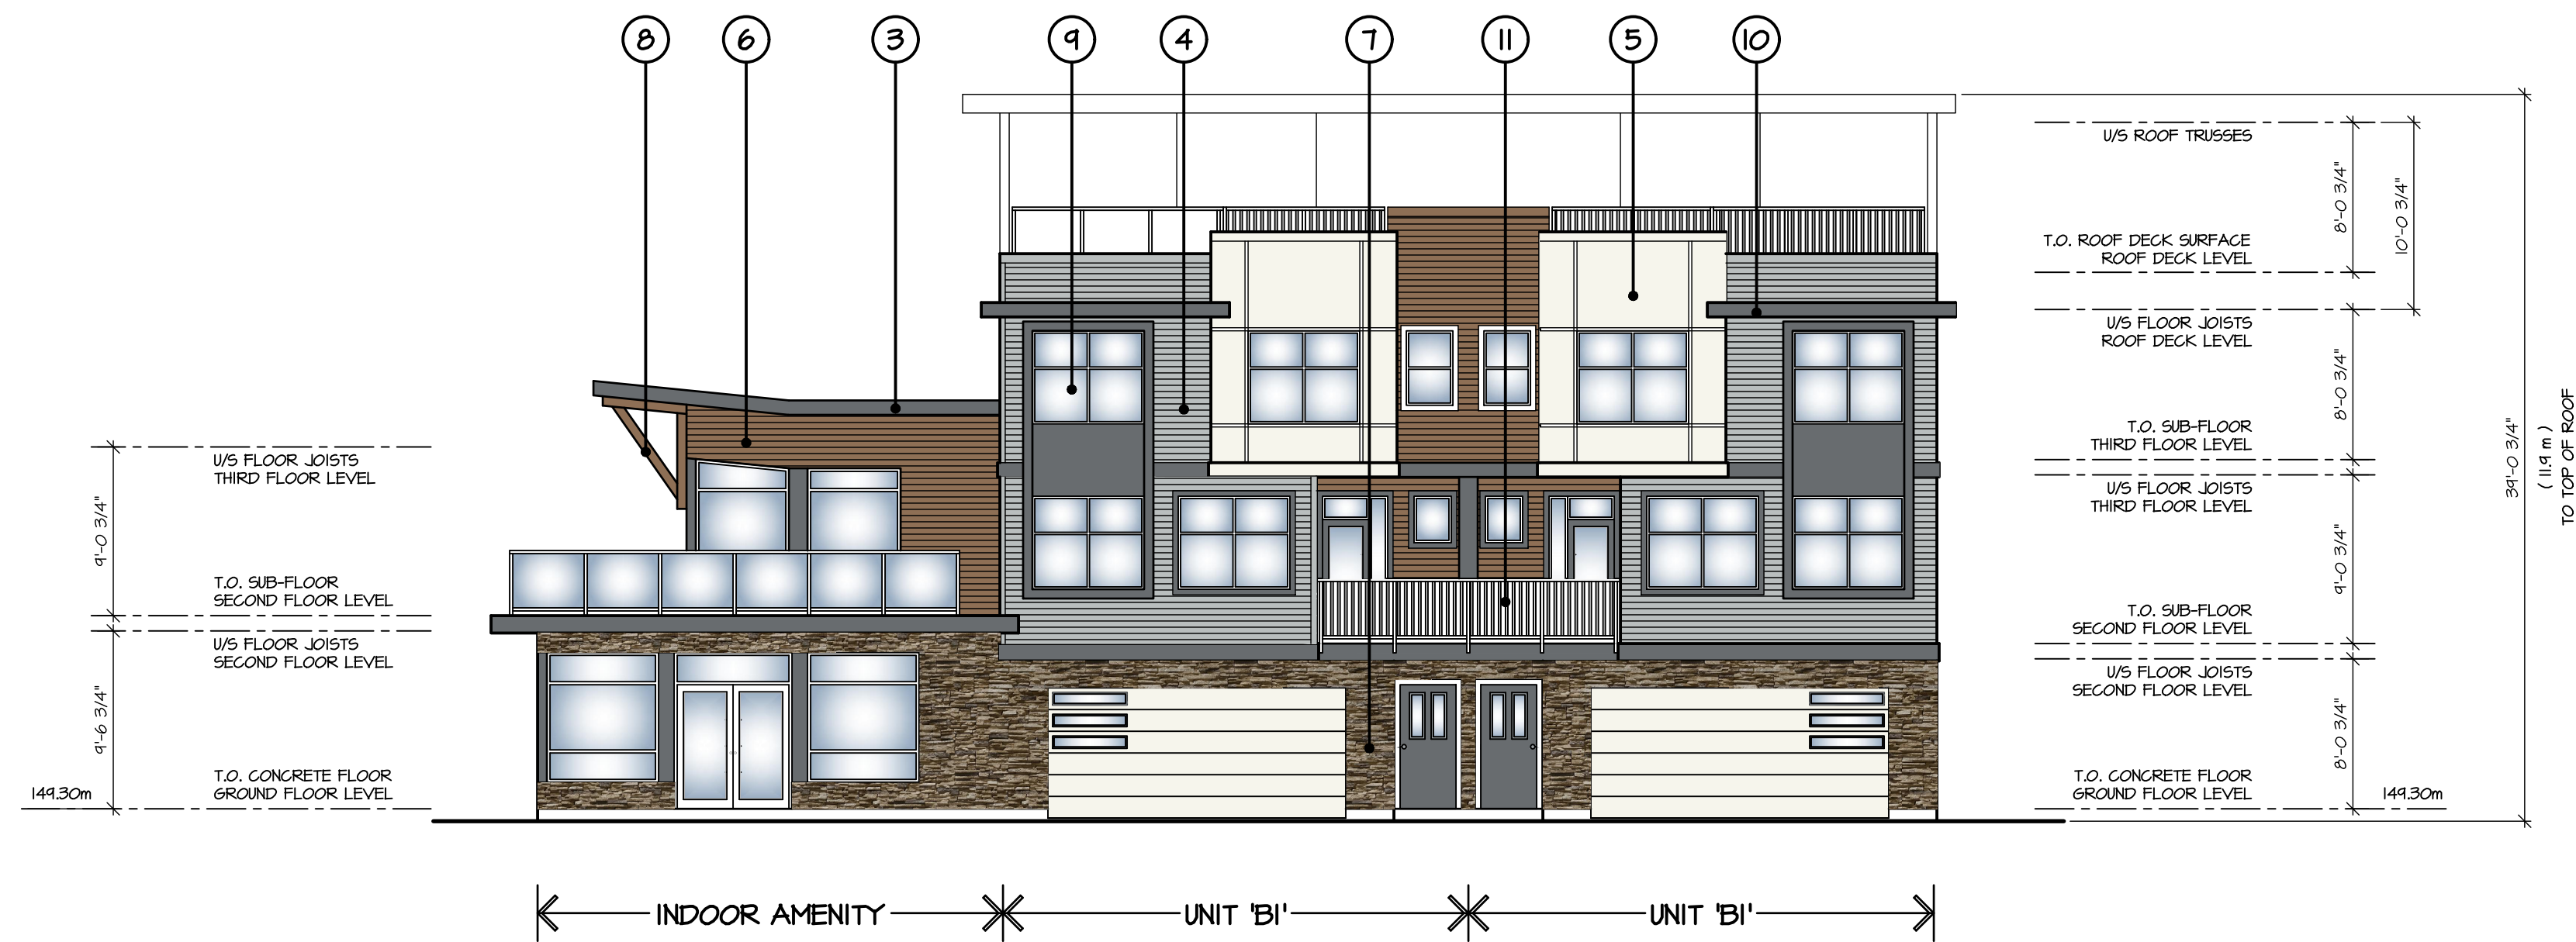 8 6 3 9 4 7 11 5 10
U/S FLOOR JOISTS
THIRD FLOOR LEVEL
9'-0 3/4"
T.O. SUB-FLOOR
SECOND FLOOR LEVEL
U/S FLOOR JOISTS
SECOND FLOOR LEVEL
9'-6 3/4"
T.O. CONCRETE FLOOR
149.30m GROUND FLOOR LEVEL
U/S ROOF TRUSSES
8'-0 3/4"
10'-0 3/4"
T.O. ROOF DECK SURFACE
ROOF DECK LEVEL
U/S FLOOR JOISTS
ROOF DECK LEVEL
8'-0 3/4"
T.O. SUB-FLOOR
THIRD FLOOR LEVEL
U/S FLOOR JOISTS
THIRD FLOOR LEVEL
9'-0 3/4"
T.O. SUB-FLOOR
SECOND FLOOR LEVEL
U/S FLOOR JOISTS
SECOND FLOOR LEVEL
8'-0 3/4"
T.O. CONCRETE FLOOR
GROUND FLOOR LEVEL 149.30m
39'-0 3/4"
( 11.9 m )
TO TOP OF ROOF
INDOOR AMENITY UNIT 'B1' UNIT 'B1'